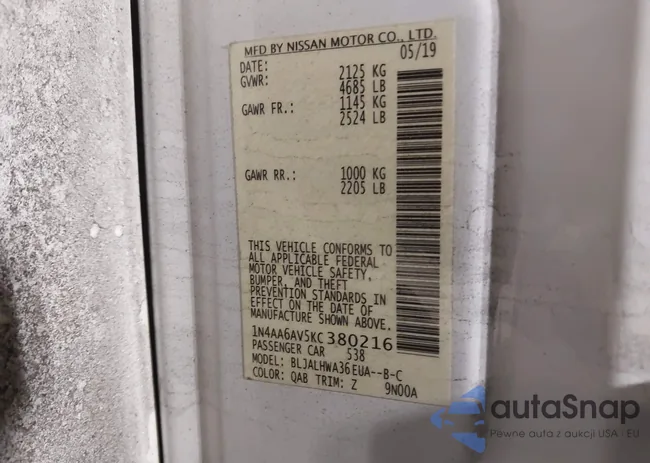 MFD BY NISSAN MOTOR CO., LTD.
DATE: 05/19
GVWR: 2125 KG
4685 LB
GAWR FR.: 1145 KG
2524 LB
GAWR RR.: 1000 KG
2205 LB
THIS VEHICLE CONFORMS TO
ALL APPLICABLE FEDERAL
MOTOR VEHICLE SAFETY,
BUMPER, AND THEFT
PREVENTION STANDARDS IN
EFFECT ON THE DATE OF
MANUFACTURE SHOWN ABOVE.
1N4AA6AV5KC380216
PASSENGER CAR 538
MODEL: BLJALHWA36EUA--B-C
COLOR: QAB TRIM: Z 9N00A
autaSnap
Pewne auta z aukcji USA i EU